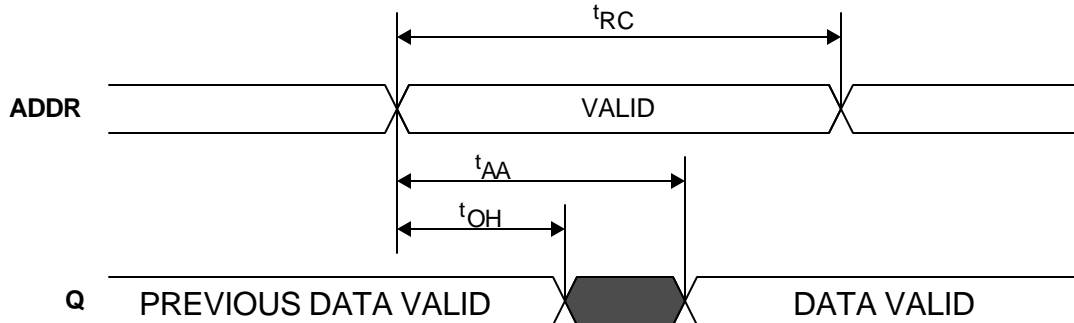 tRC
ADDR
VALID
tAA
tOH
Q
PREVIOUS DATA VALID
DATA VALID